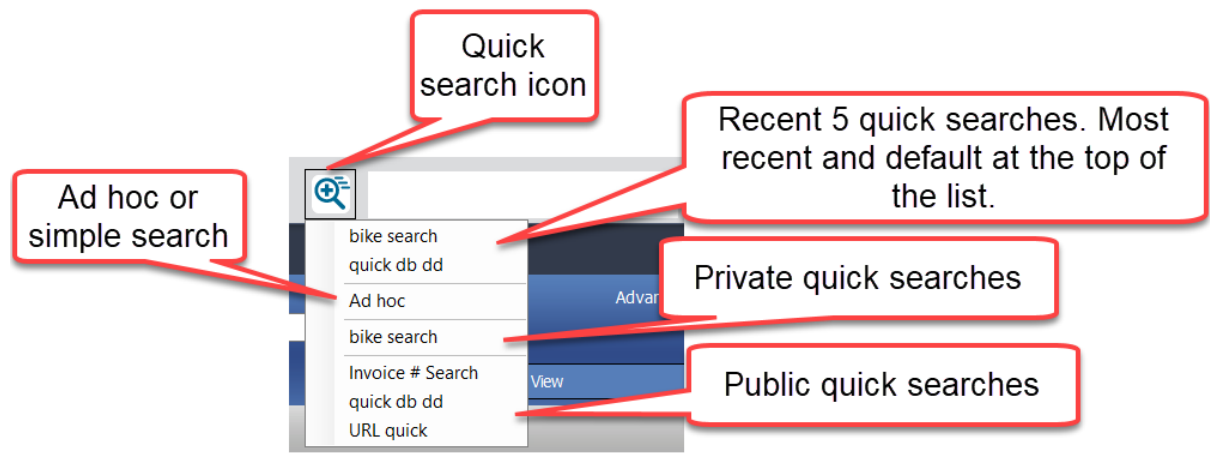 Quick
search icon
Recent 5 quick searches. Most
recent and default at the top of
the list.
Ad hoc or
simple search
bike search
quick db dd
Private quick searches
Ad hoc
Advan
bike search
Invoice # Search
View
Public quick searches
quick db dd
URL quick